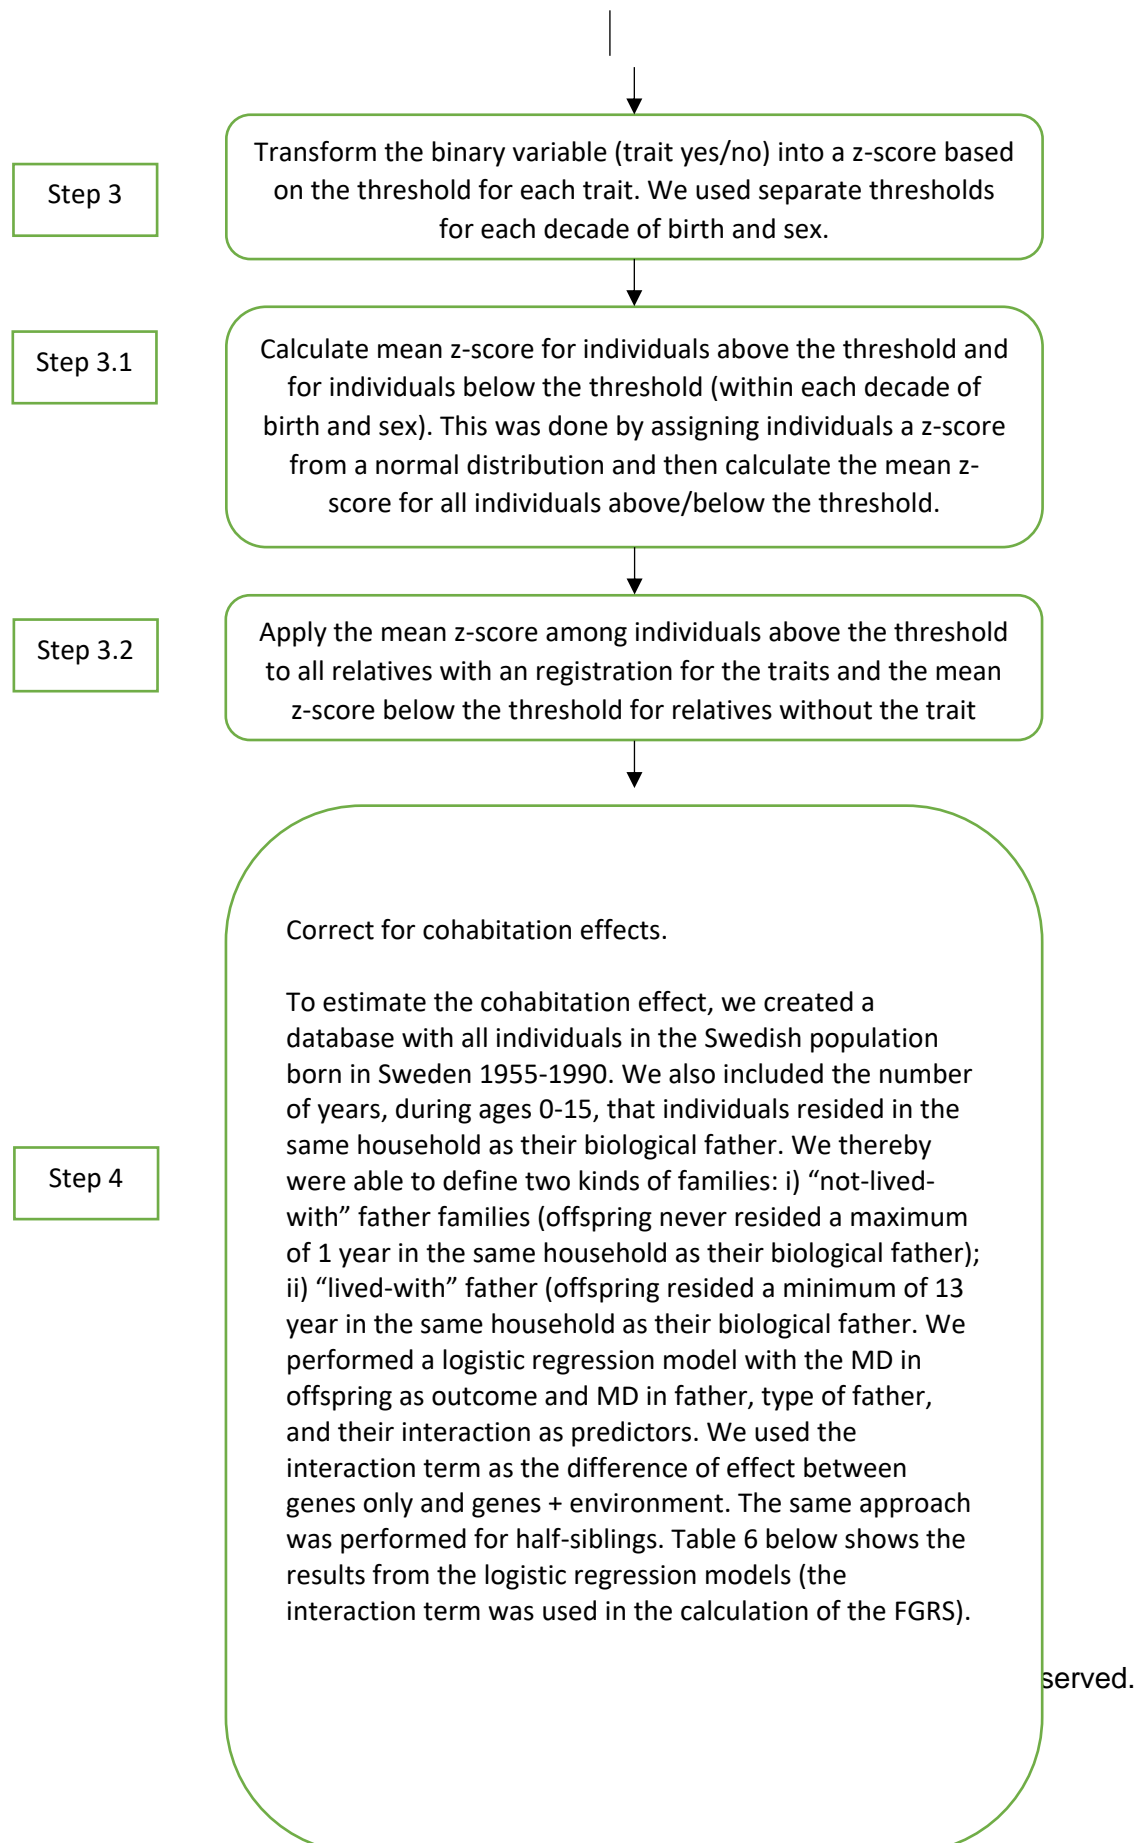 Step 3
Transform the binary variable (trait yes/no) into a z-score based
on the threshold for each trait. We used separate thresholds
for each decade of birth and sex.
Step 3.1
Calculate mean z-score for individuals above the threshold and
for individuals below the threshold (within each decade of
birth and sex). This was done by assigning individuals a z-score
from a normal distribution and then calculate the mean z-
score for all individuals above/below the threshold.
Step 3.2
Apply the mean z-score among individuals above the threshold
to all relatives with an registration for the traits and the mean
z-score below the threshold for relatives without the trait
Step 4
Correct for cohabitation effects.
To estimate the cohabitation effect, we created a
database with all individuals in the Swedish population
born in Sweden 1955-1990. We also included the number
of years, during ages 0-15, that individuals resided in the
same household as their biological father. We thereby
were able to define two kinds of families: i) “not-lived-
with” father families (offspring never resided a maximum
of 1 year in the same household as their biological father);
ii) “lived-with” father (offspring resided a minimum of 13
year in the same household as their biological father. We
performed a logistic regression model with the MD in
offspring as outcome and MD in father, type of father,
and their interaction as predictors. We used the
interaction term as the difference of effect between
genes only and genes + environment. The same approach
was performed for half-siblings. Table 6 below shows the
results from the logistic regression models (the
interaction term was used in the calculation of the FGRS).
served.